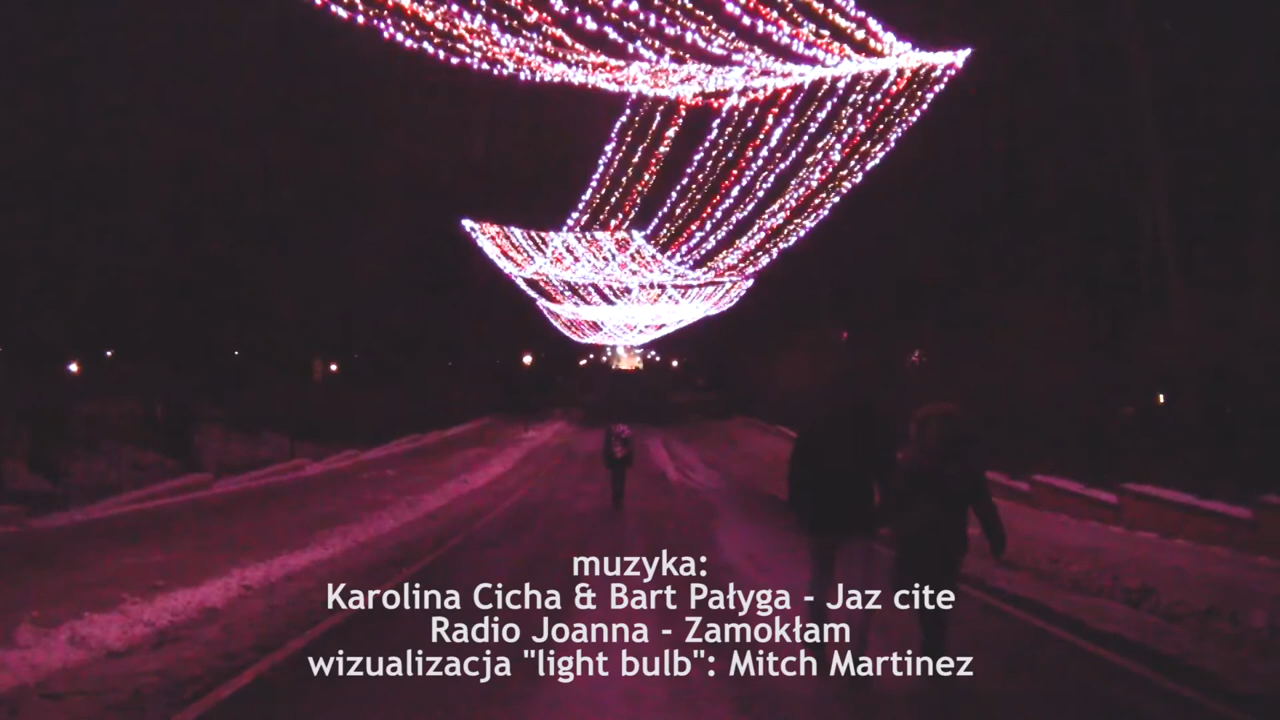 muzyka:
Karolina Cicha & Bart Pałyga - Jaz cite
Radio Joanna - Zamokłam
wizualizacja "light bulb": Mitch Martinez